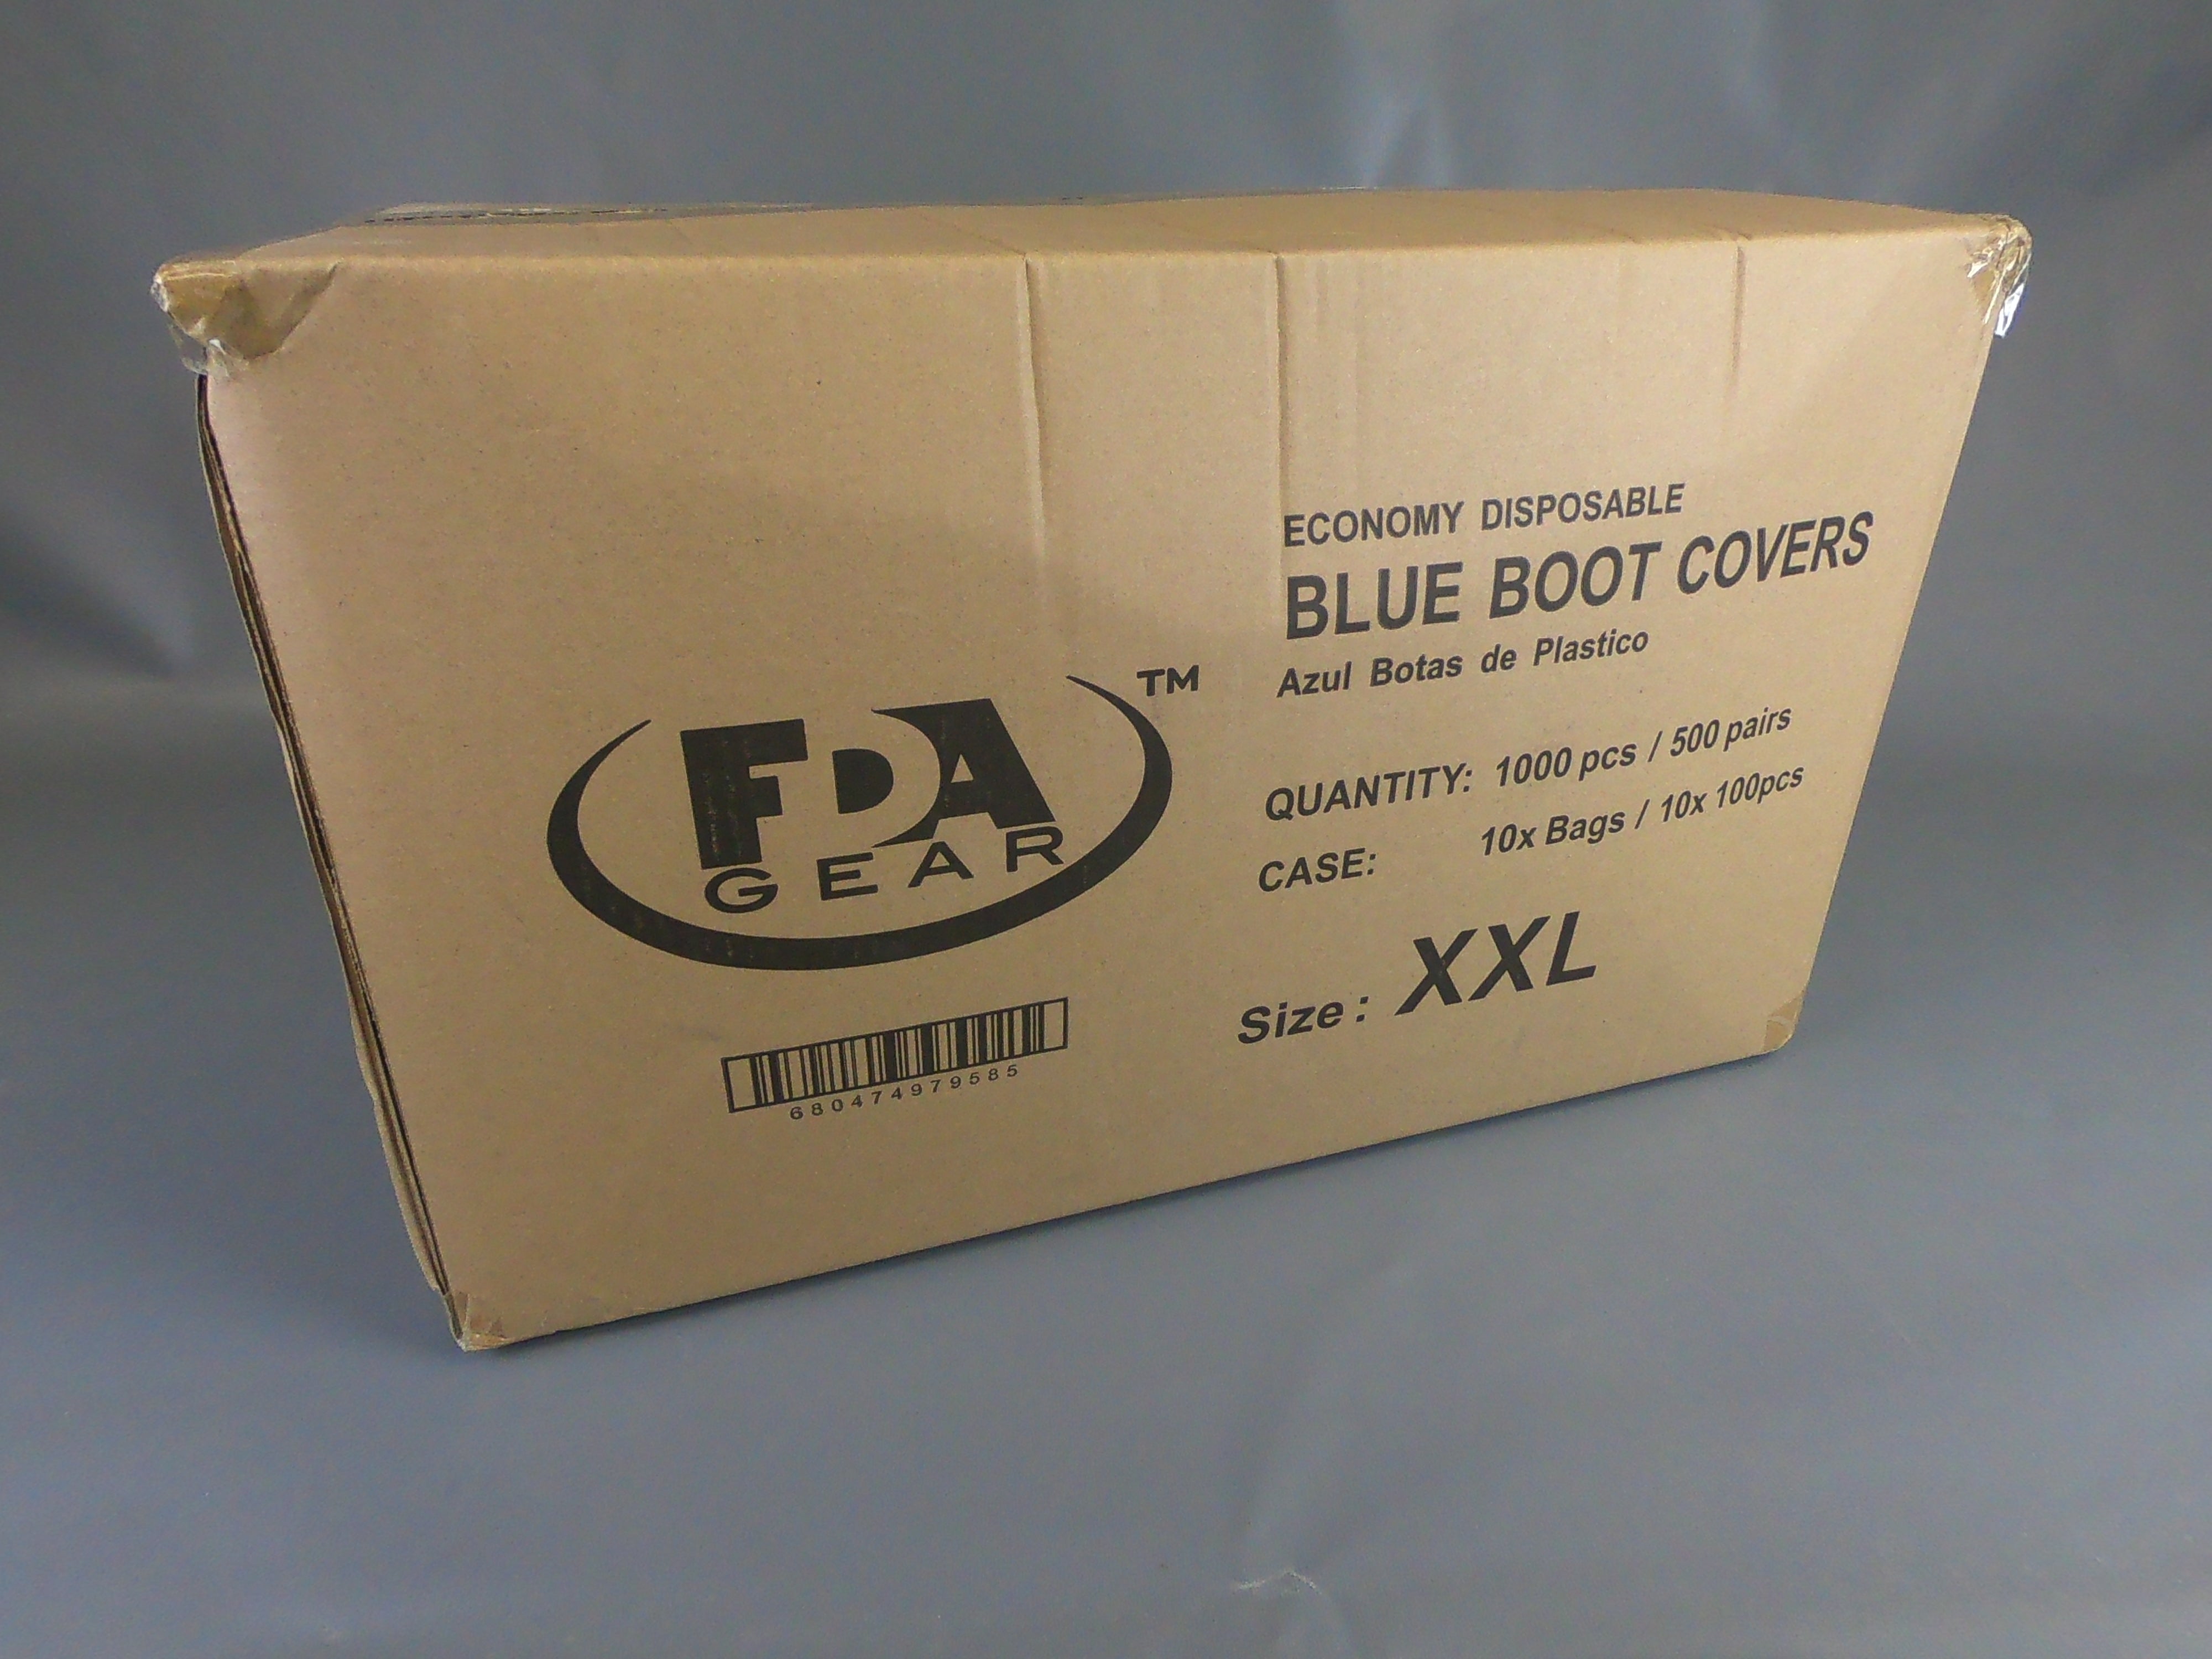 FDA
GEAR
TM
680474979585
ECONOMY DISPOSABLE
BLUE BOOT COVERS
Azul Botas de Plastico
QUANTITY: 1000 pcs / 500 pairs
CASE: 10x Bags / 10x 100pcs
Size: XXL